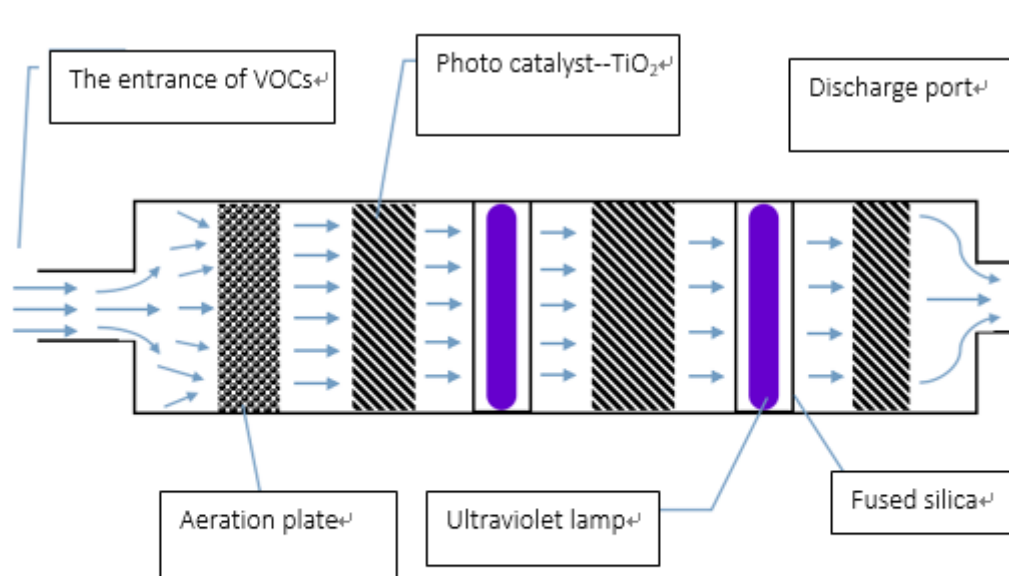 The entrance of VOCs↵
Photo catalyst--TiO₂↵
Discharge port↵
Aeration plate↵
Ultraviolet lamp↵
Fused silica↵